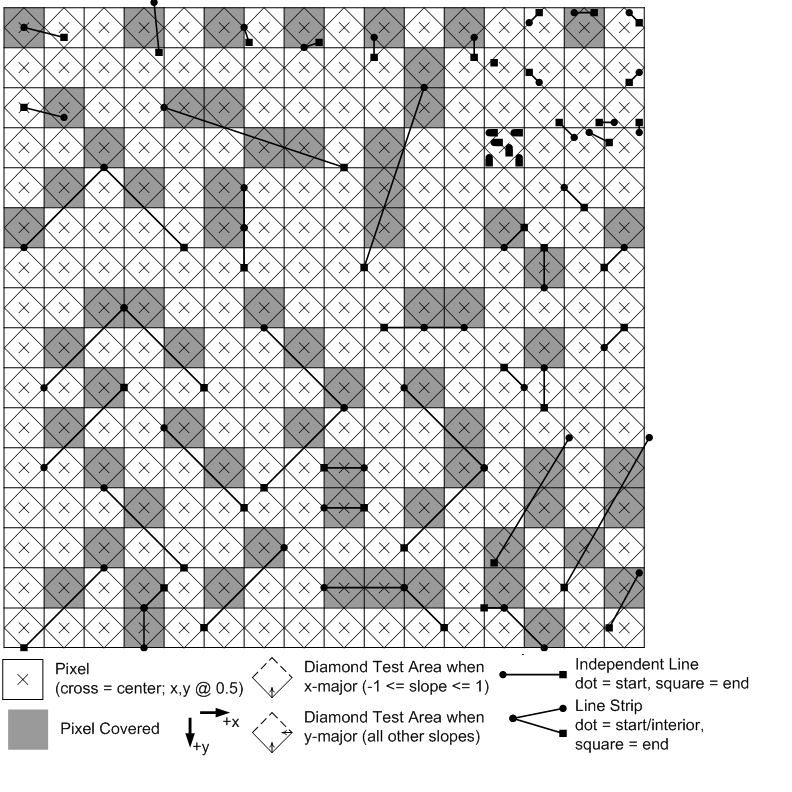 Pixel
(cross = center; x,y @ 0.5)
Pixel Covered
+x
+y
Diamond Test Area when
x-major (-1 <= slope <= 1)
Diamond Test Area when
y-major (all other slopes)
Independent Line
dot = start, square = end
Line Strip
dot = start/interior,
square = end